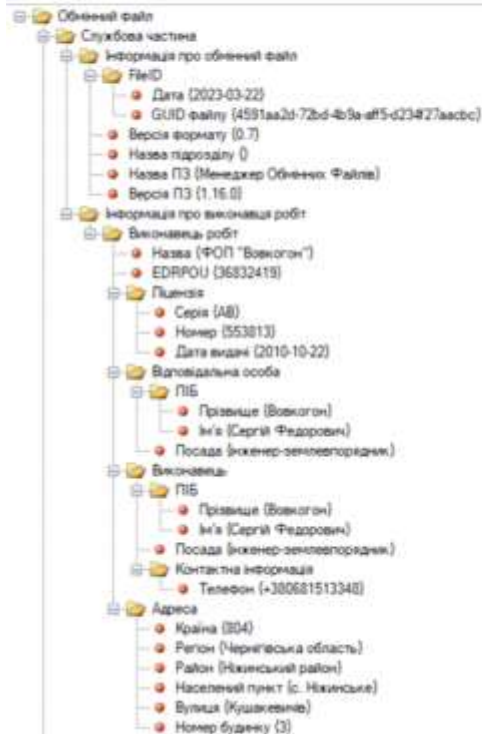 Обмінний файл
Службова частина
Інформація про обмінний файл
FileID
Дата (2023-03-22)
GUID файлу (4591aa2d-72bd-4b9a-aff5-d234f27aacbc)
Версія формату (0.7)
Назва підрозділу ()
Назва ПЗ (Менеджер Обмінних Файлів)
Версія ПЗ (1.16.0)
Інформація про виконавця робіт
Виконавець робіт
Назва (ФОП "Вовкогон")
EDRPOU (36832419)
Ліцензія
Серія (АВ)
Номер (553813)
Дата видачі (2010-10-22)
Відповідальна особа
ПІБ
Прізвище (Вовкогон)
Ім'я (Сергій Федорович)
Посада (інженер-землевпорядник)
Виконавець
ПІБ
Прізвище (Вовкогон)
Ім'я (Сергій Федорович)
Посада (інженер-землевпорядник)
Контактна інформація
Телефон (+380681513348)
Адреса
Країна (804)
Регіон (Чернігівська область)
Район (Ніжинський район)
Населений пункт (с. Ніжинське)
Вулиця (Кушакевичів)
Номер будинку (3)